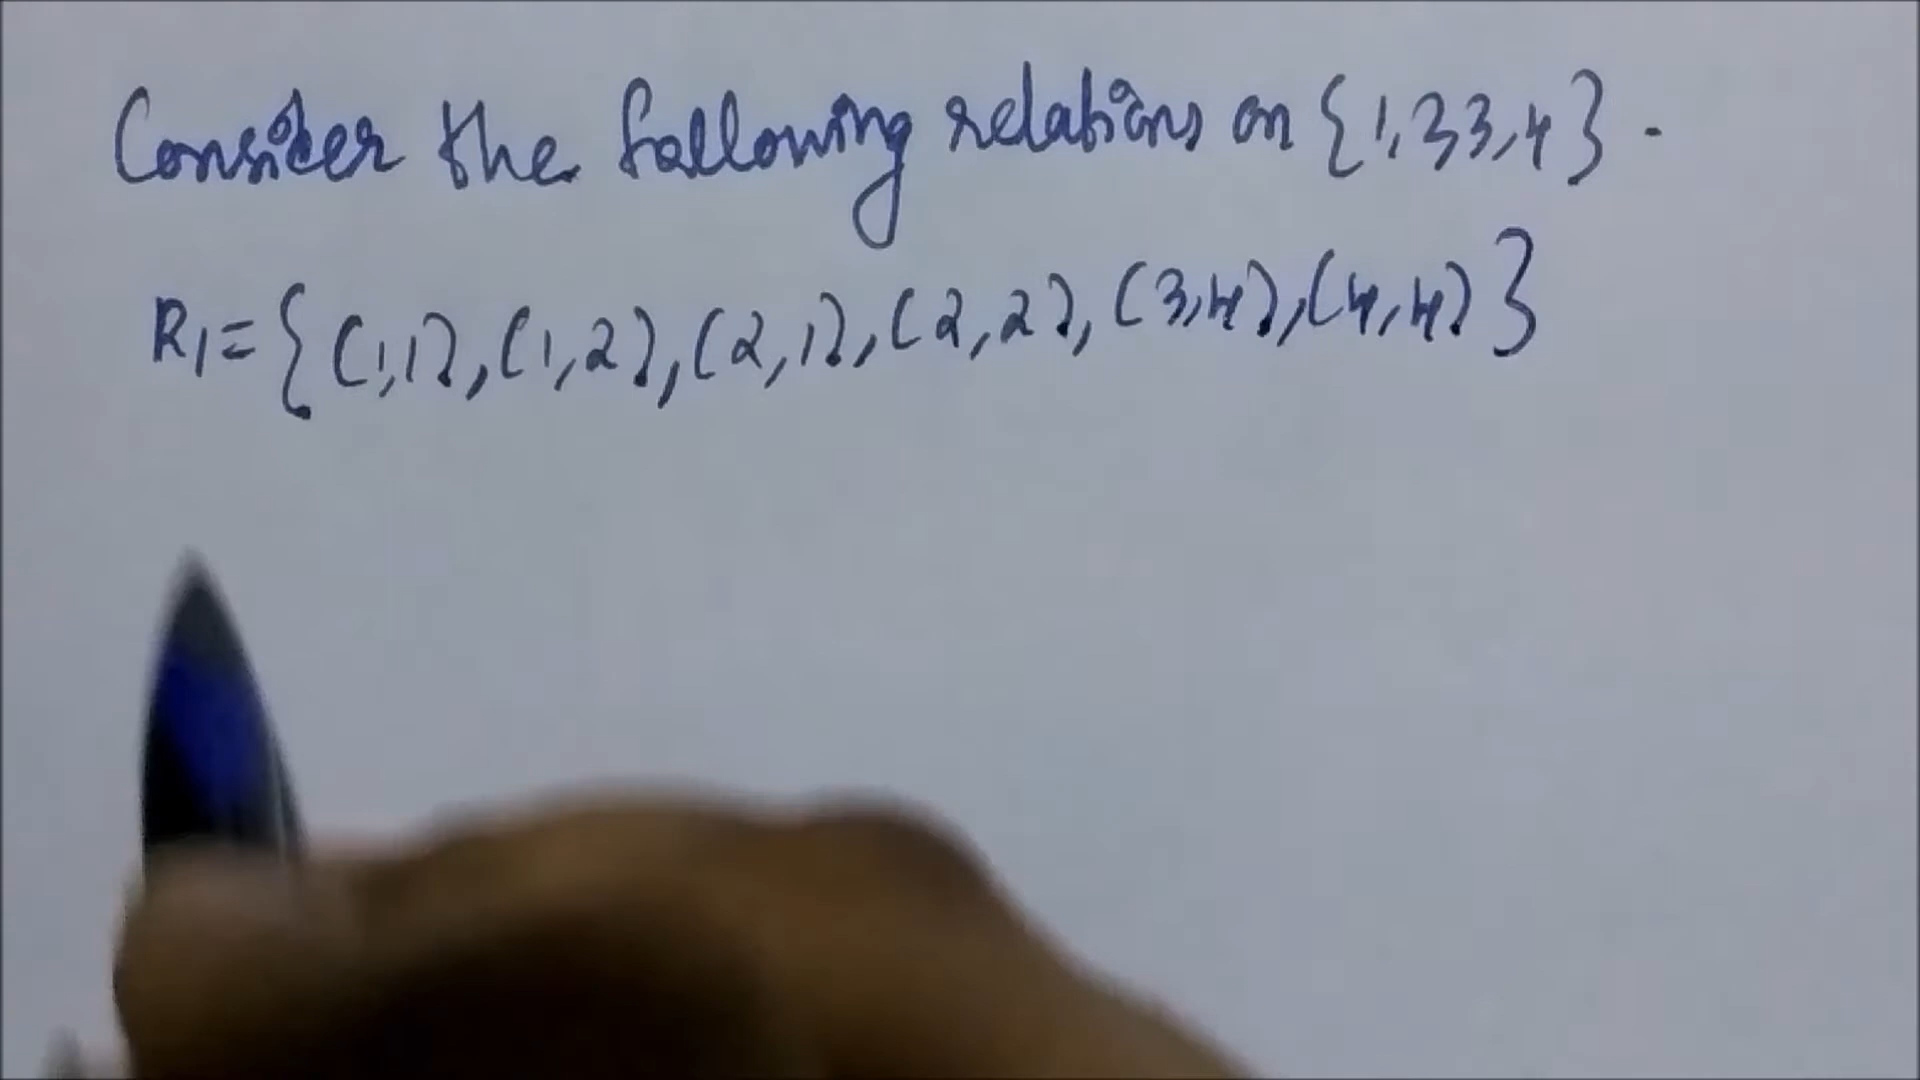 Consider the following relations on {1,2,3,4}.
R1={(1,1),(1,2),(2,1),(2,2),(3,4),(4,4)}